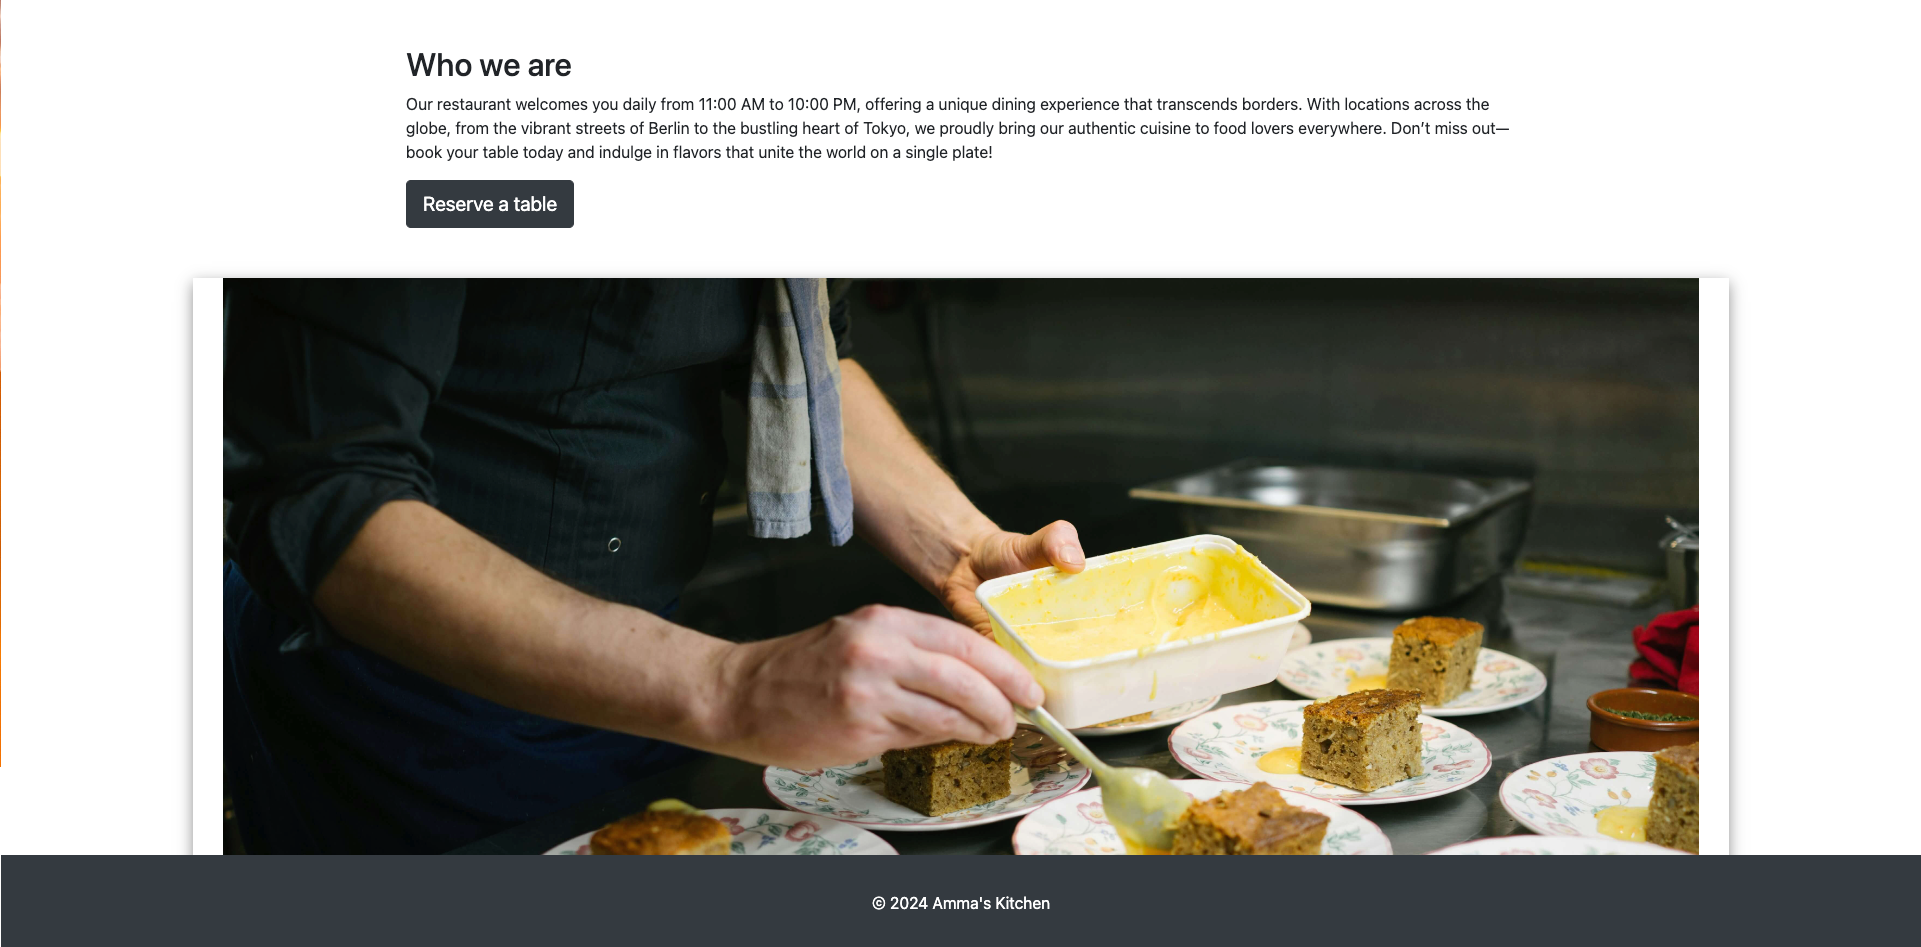 Who we are
Our restaurant welcomes you daily from 11:00 AM to 10:00 PM, offering a unique dining experience that transcends borders. With locations across the
globe, from the vibrant streets of Berlin to the bustling heart of Tokyo, we proudly bring our authentic cuisine to food lovers everywhere. Don’t miss out—
book your table today and indulge in flavors that unite the world on a single plate!
Reserve a table
© 2024 Amma's Kitchen